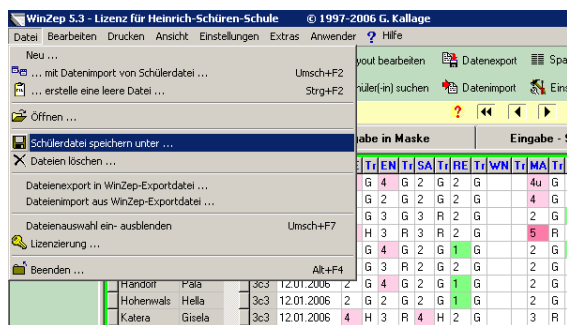 WinZep 5.3 - Lizenz für Heinrich-Schüren-Schule © 1997-2006 G. Kallage
Datei Bearbeiten Drucken Ansicht Einstellungen Extras Anwender ? Hilfe
Neu ...
... mit Datenimport von Schülerdatei ... Umsch+F2
... erstelle eine leere Datei ... Strg+F2
Öffnen ...
Schülerdatei speichern unter ...
Dateien löschen ...
Dateienexport in WinZep-Exportdatei ...
Dateienimport aus WinZep-Exportdatei ...
Dateienauswahl ein- ausblenden Umsch+F7
Lizenzierung ...
Beenden ... Alt+F4
yout bearbeiten Datenexport Spa
hüler(-in) suchen Datenimport Eins
?
abe in Maske Eingabe - S
Tr EN Tr SA Tr RE Tr WN Tr MA Tr
G 4 G 2 G 2 G 4u G
G 2 G 2 G 2 G 4 G
G 3 G 3 R 2 G 2 G
H 3 R 3 G 2 G 5 R
G 4 G 2 G 1 G 2 G
G 3 R 3 R 2 G 2 G
Handorf Pala 3c3 12.01.2006 2 G 4 G 2 G 1 G 2 G
Hohenwals Hella 3c3 12.01.2006 2 G 2 G 2 G 1 G 2 G
Katera Gisela 3c3 12.01.2006 4 H 3 R 4 H 2 G 3 R